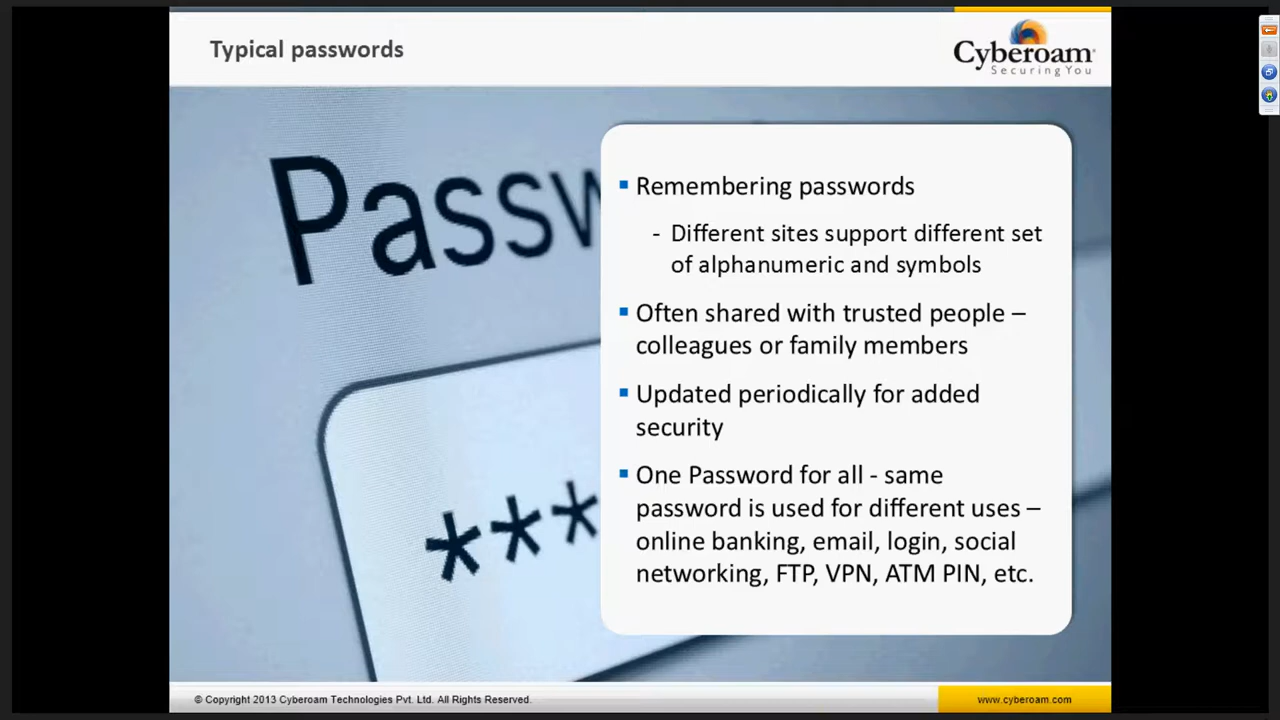 Typical passwords
Cyberoam
Securing You
Passw
▪ Remembering passwords
- Different sites support different set
of alphanumeric and symbols
▪ Often shared with trusted people –
colleagues or family members
▪ Updated periodically for added
security
▪ One Password for all - same
password is used for different uses –
online banking, email, login, social
networking, FTP, VPN, ATM PIN, etc.
***
© Copyright 2013 Cyberoam Technologies Pvt. Ltd. All Rights Reserved.
www.cyberoam.com